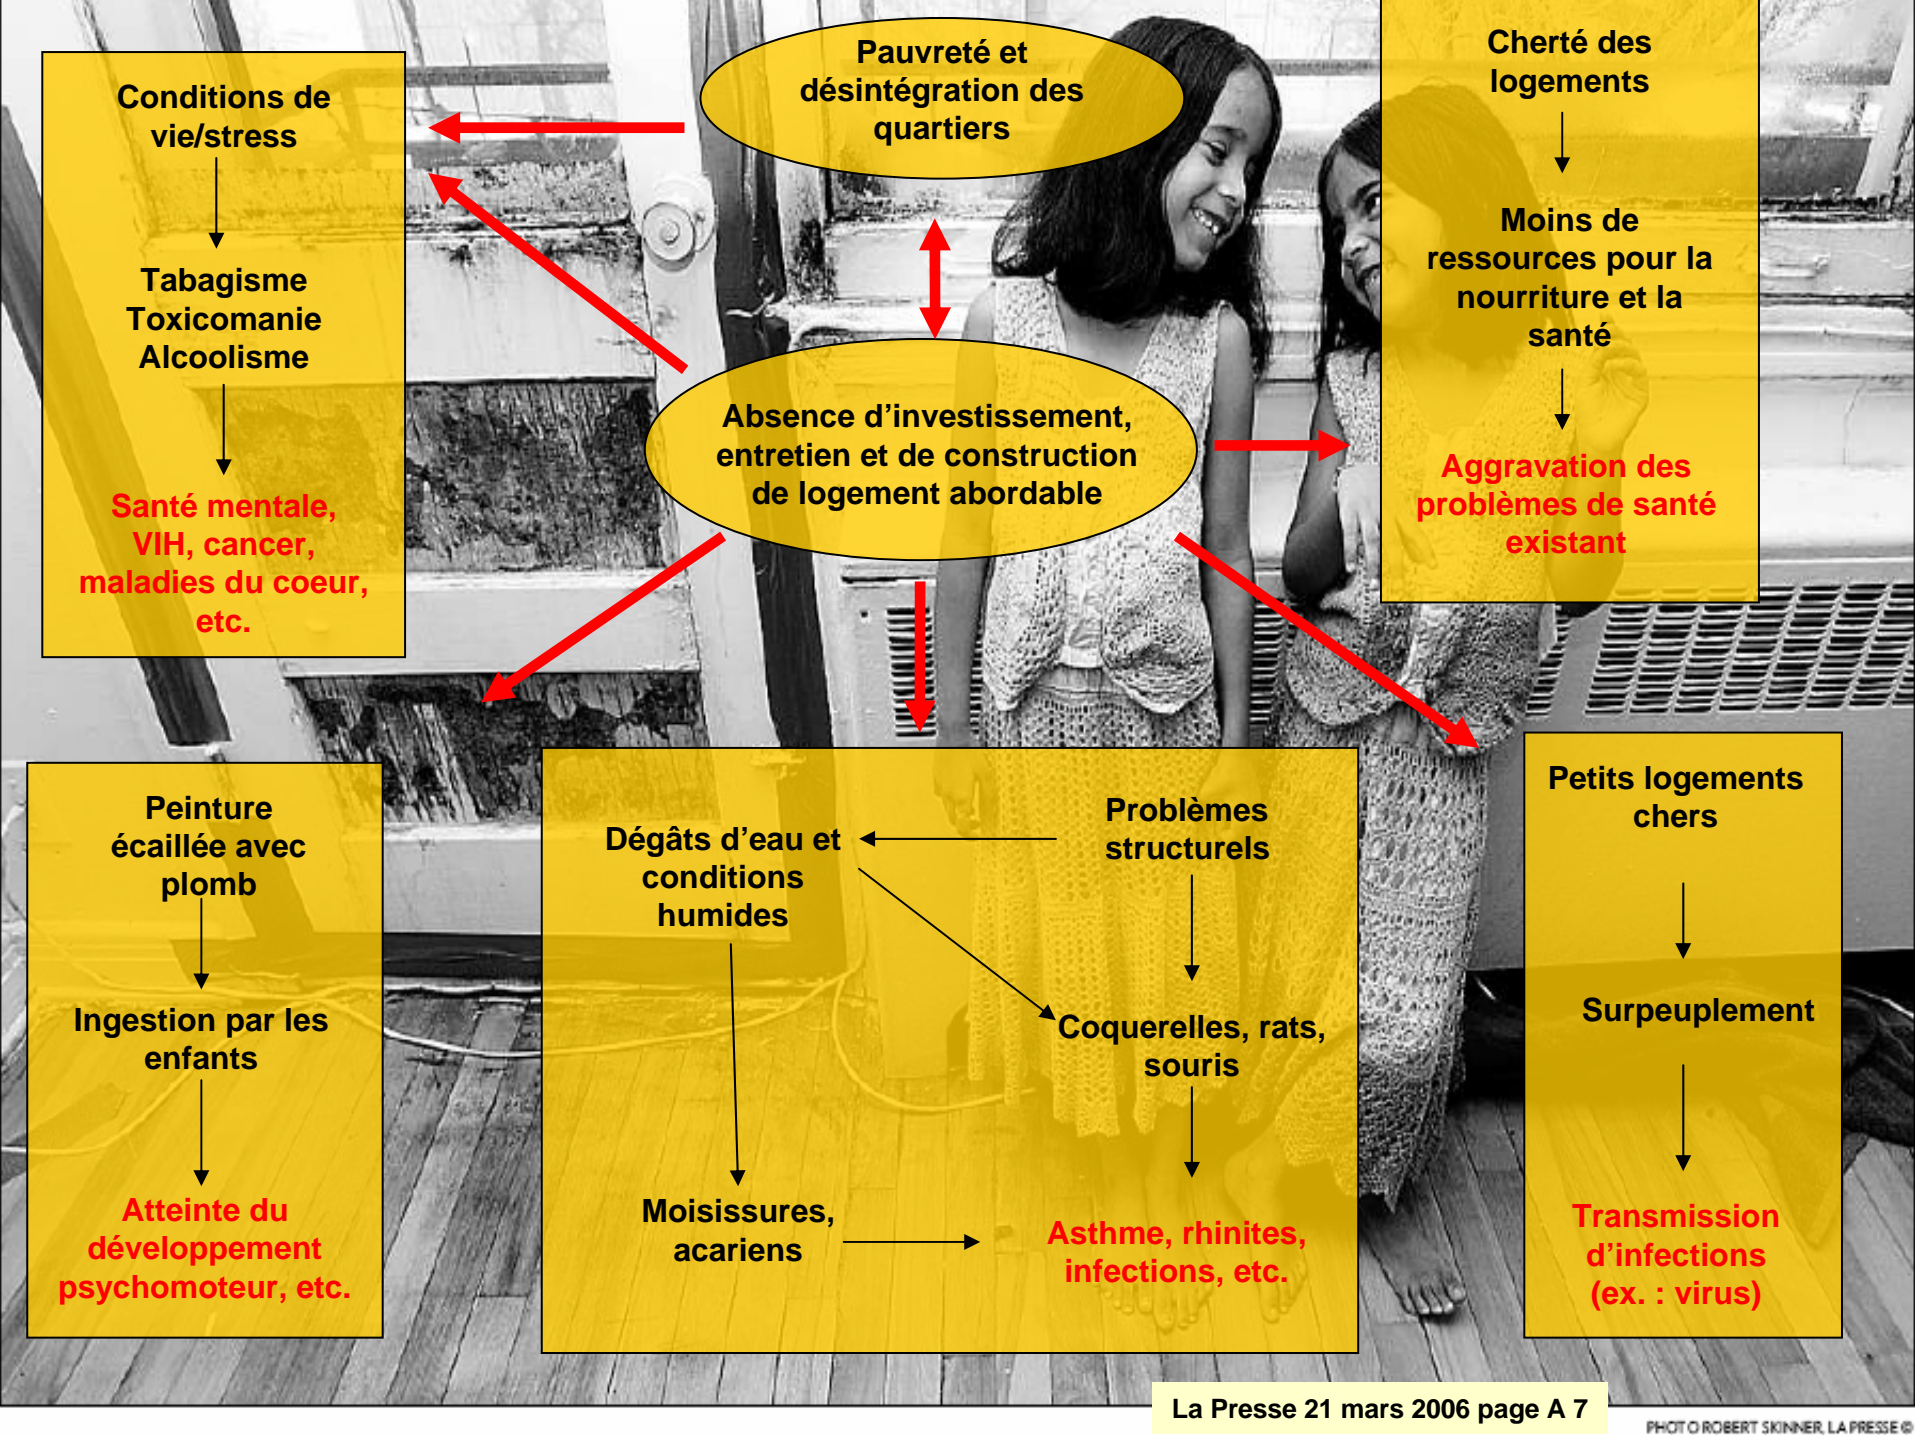 Pauvreté et
désintégration des
quartiers
Absence d’investissement,
entretien et de construction
de logement abordable
Conditions de
vie/stress
Tabagisme
Toxicomanie
Alcoolisme
Santé mentale,
VIH, cancer,
maladies du coeur,
etc.
Cherté des
logements
Moins de
ressources pour la
nourriture et la
santé
Aggravation des
problèmes de santé
existant
Peinture
écaillée avec
plomb
Ingestion par les
enfants
Atteinte du
développement
psychomoteur, etc.
Dégâts d’eau et
conditions
humides
Problèmes
structurels
Coquerelles, rats,
souris
Moisissures,
acariens
Asthme, rhinites,
infections, etc.
Petits logements
chers
Surpeuplement
Transmission
d’infections
(ex. : virus)
La Presse 21 mars 2006 page A 7
PHOTO ROBERT SKINNER, LA PRESSE ©